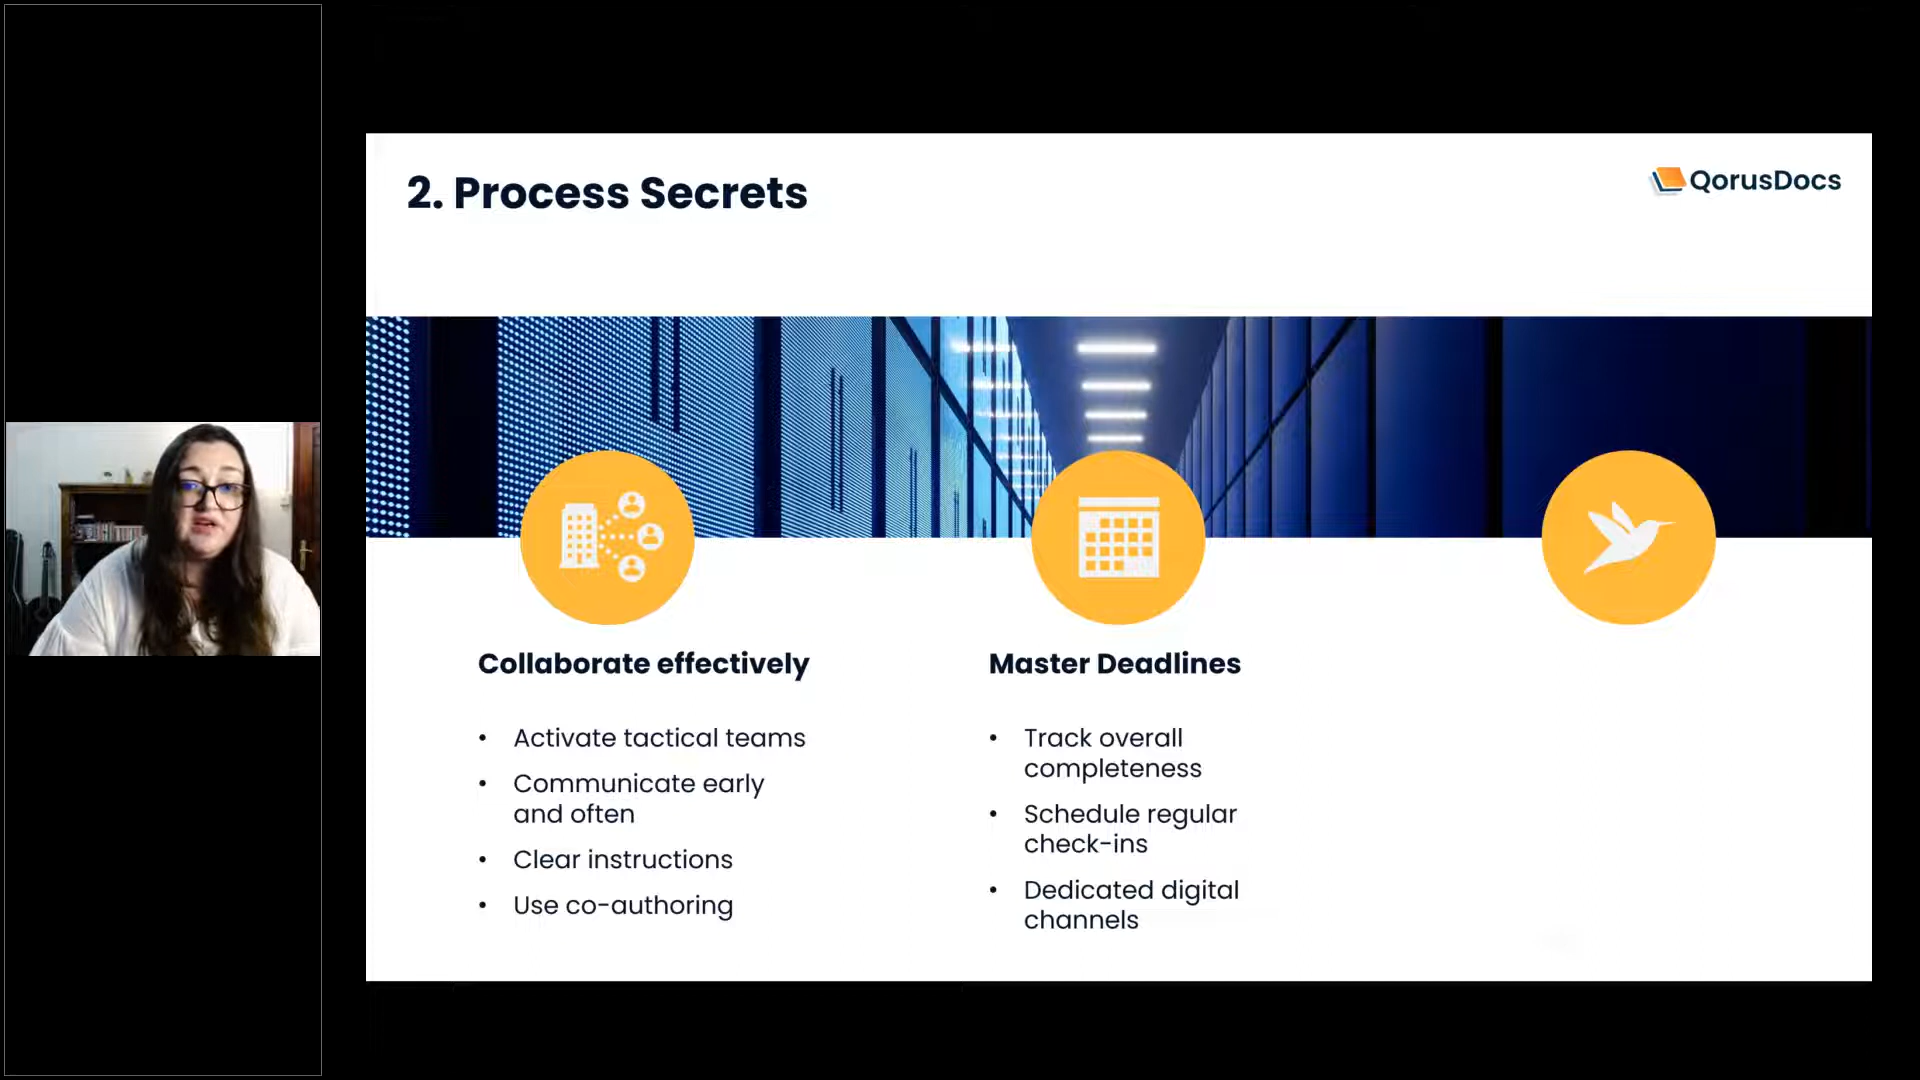 2. Process Secrets
QorusDocs
Collaborate effectively
• Activate tactical teams
• Communicate early
and often
• Clear instructions
• Use co-authoring
Master Deadlines
• Track overall
completeness
• Schedule regular
check-ins
• Dedicated digital
channels